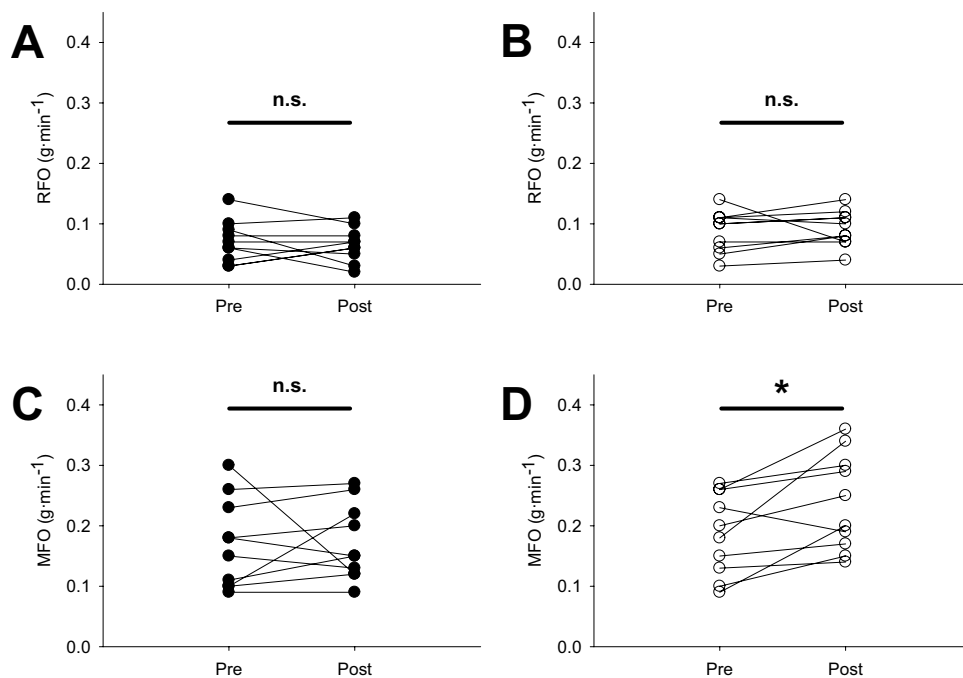 A
B
0.4
0.3
0.2
0.1
0.0
RFO (g·min⁻¹)
n.s.
Pre
Post
0.4
0.3
0.2
0.1
0.0
RFO (g·min⁻¹)
n.s.
Pre
Post
C
D
0.4
0.3
0.2
0.1
0.0
MFO (g·min⁻¹)
n.s.
Pre
Post
0.4
0.3
0.2
0.1
0.0
MFO (g·min⁻¹)
*
Pre
Post